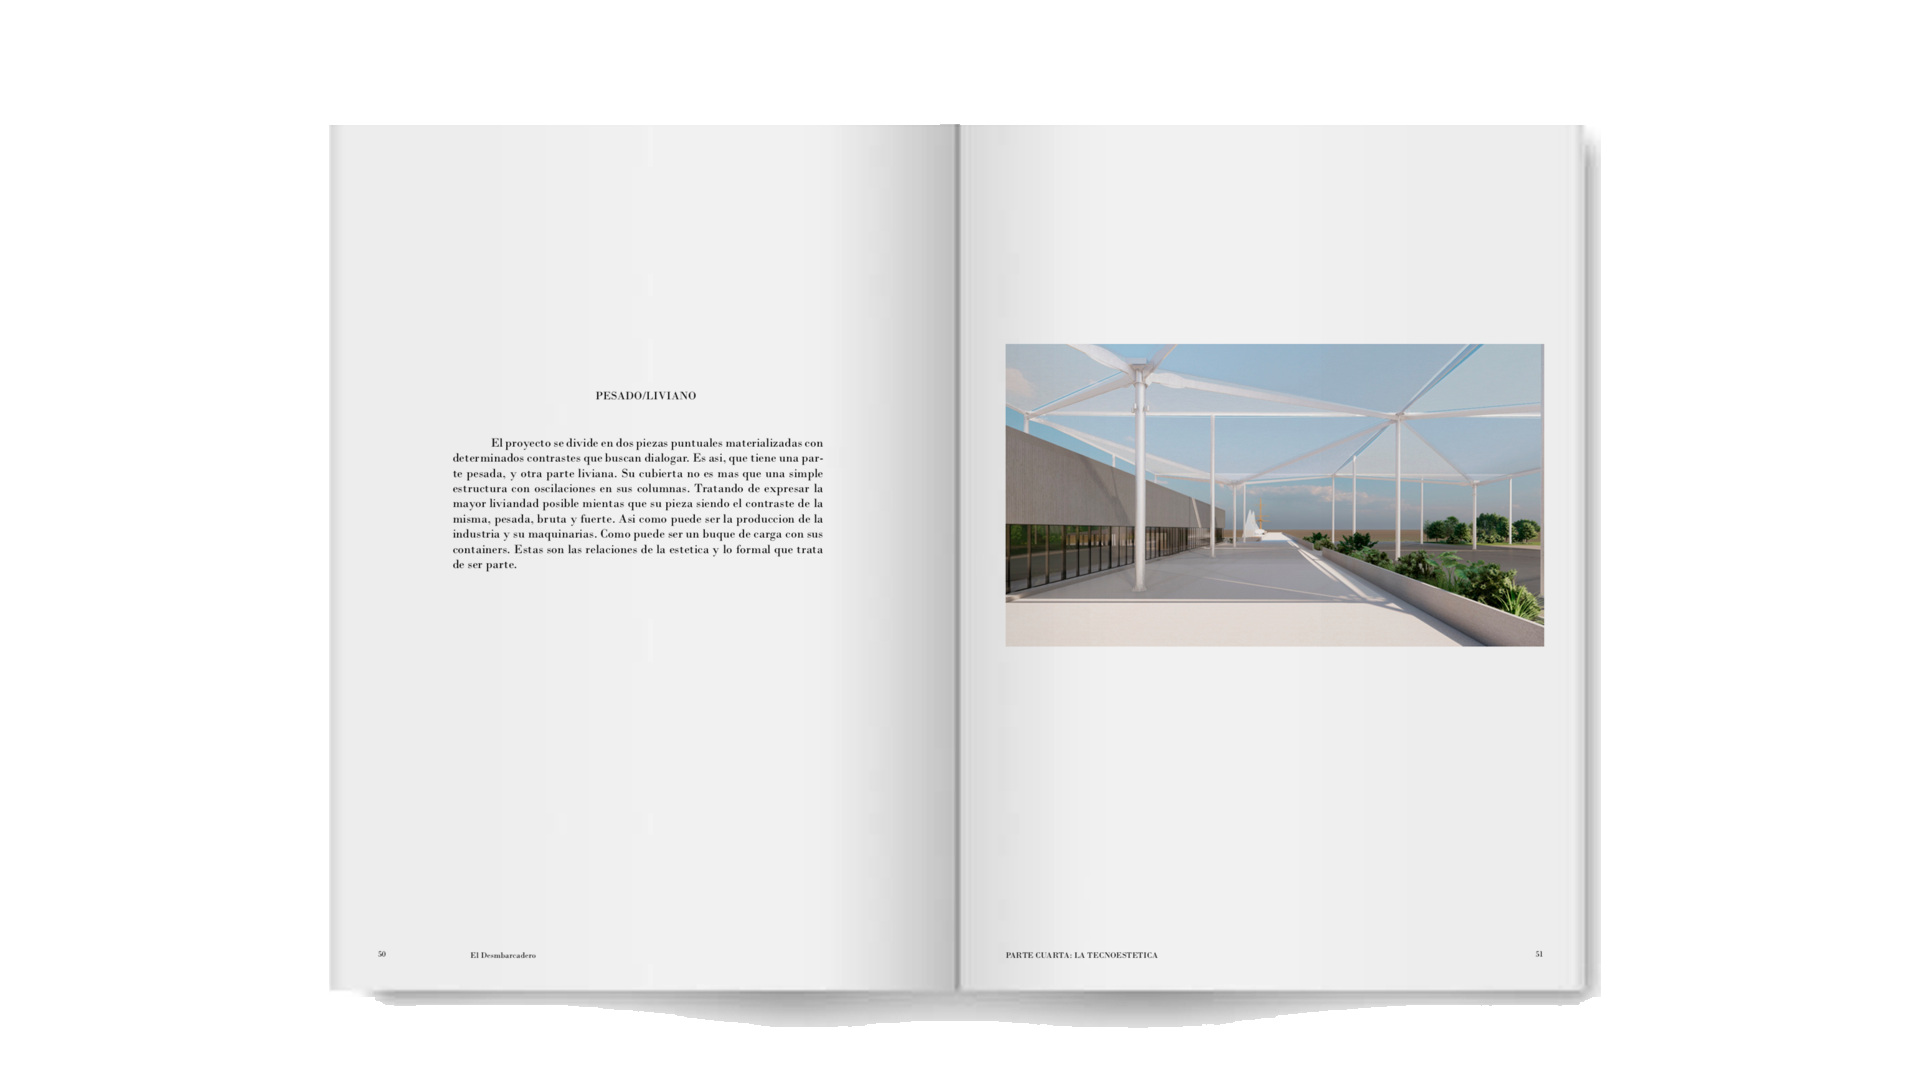 PESADO/LIVIANO
El proyecto se divide en dos piezas puntuales materializadas con
determinados contrastes que buscan dialogar. Es asi, que tiene una par-
te pesada, y otra parte liviana. Su cubierta no es mas que una simple
estructura con oscilaciones en sus columnas. Tratando de expresar la
mayor liviandad posible mientas que su pieza siendo el contraste de la
misma, pesada, bruta y fuerte. Asi como puede ser la produccion de la
industria y su maquinarias. Como puede ser un buque de carga con sus
containers. Estas son las relaciones de la estetica y lo formal que trata
de ser parte.
50
El Desmbarcadero
PARTE CUARTA: LA TECNOESTETICA
51